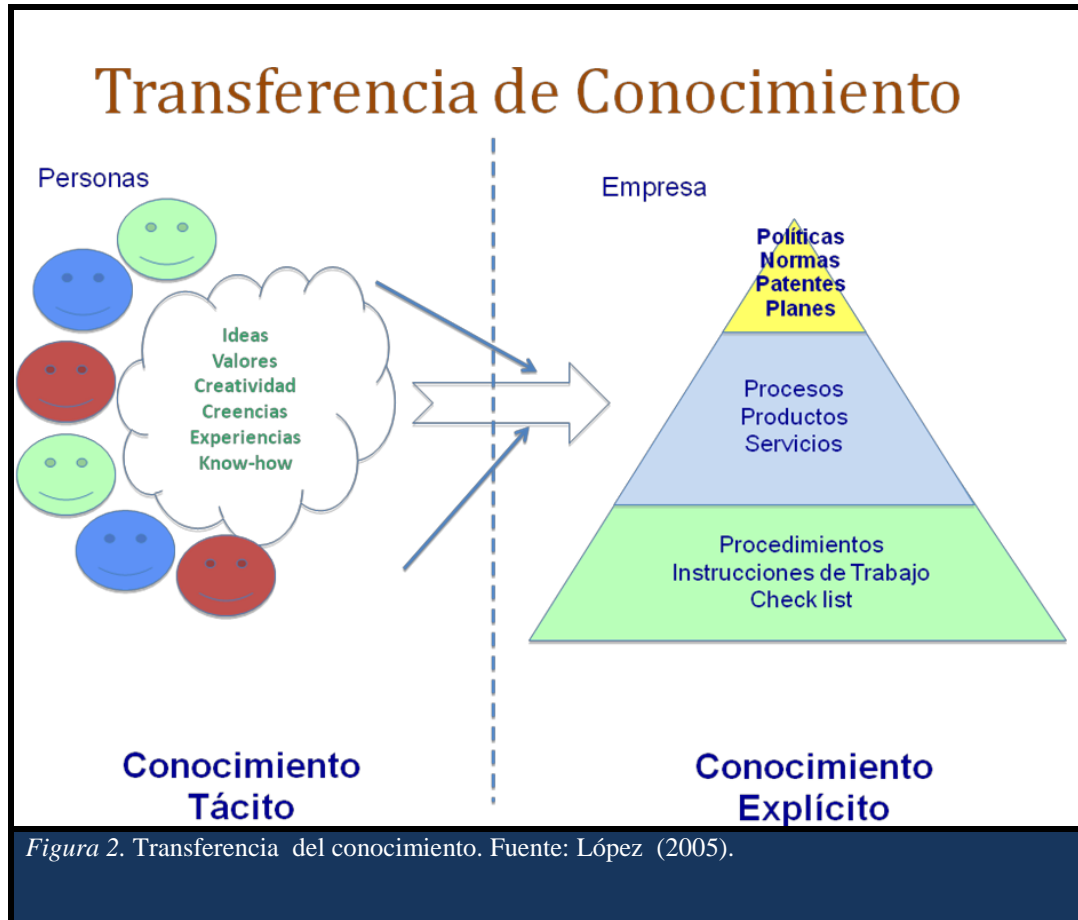 Transferencia de Conocimiento
Personas
Ideas
Valores
Creatividad
Creencias
Experiencias
Know-how
Conocimiento
Tácito
Empresa
Políticas
Normas
Patentes
Planes
Procesos
Productos
Servicios
Procedimientos
Instrucciones de Trabajo
Check list
Conocimiento
Explícito
Figura 2. Transferencia del conocimiento. Fuente: López (2005).